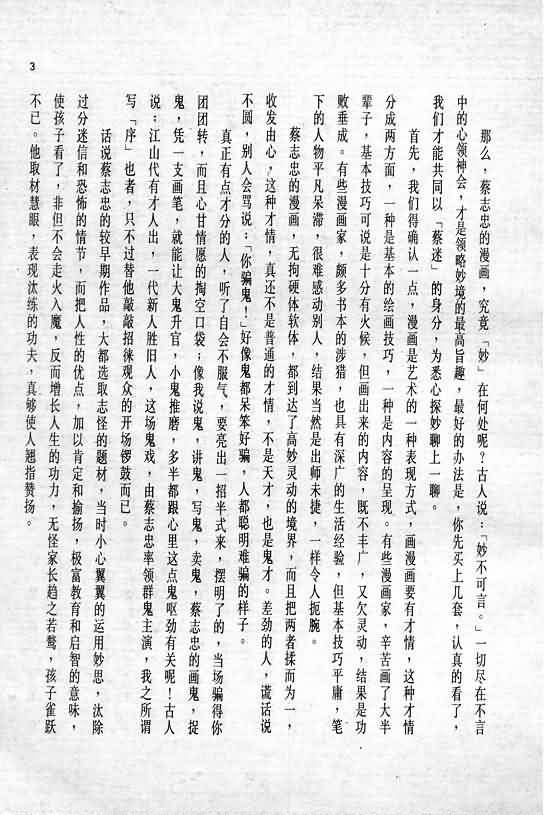 3
那么，蔡志忠的漫画，究竟「妙」在何处呢？古人说：「妙不可言。」一切尽在不言
中的心领神会，才是领略妙境的最高旨趣，最好的办法是，你先买上几套，认真的看了，
我们才能共同以「蔡迷」的身分，为悉心探妙聊上一聊。
首先，我们得确认一点，漫画是艺术的一种表现方式，画漫画要有才情，这种才情
分成两方面，一种是基本的绘画技巧，一种是内容的呈现。有些漫画家，辛苦画了大半
辈子，基本技巧可说是十分有火候，但画出来的内容，既不丰广，又欠灵动，结果是功
败垂成。有些漫画家，颇多书本的涉猎，也具有深广的生活经验，但基本技巧平庸，笔
下的人物平凡呆滞，很难感动别人，结果当然是出师未捷，一样令人扼腕。
蔡志忠的漫画，无拘硬体软体，都到达了高妙灵动的境界，而且把两者揉而为一，
收发由心，这种才情，真还不是普通的才情，不是天才，也是鬼才。差劲的人，谎话说
不圆，别人会骂说：「你骗鬼！」好像鬼都呆笨好骗，人都聪明难骗的样子。
真正有点才分的人，听了自会不服气，要亮出一招半式来，摆明了的，当场骗得你
团团转，而且心甘情愿的掏空口袋；像我说鬼，讲鬼，写鬼，卖鬼，蔡志忠的画鬼，捉
鬼，凭一支画笔，就能让大鬼升官，小鬼推磨，多半都跟心里这点鬼呕劲有关呢！古人
说：江山代有才人出，一代新人胜旧人，这场鬼戏，由蔡志忠率领群鬼主演，我之所谓
写「序」也者，只不过替他敲敲招徕观众的开场锣鼓而已。
话说蔡志忠的较早期作品，大都选取志怪的题材，当时小心翼翼的运用妙思，汰除
过分迷信和恐怖的情节，而把人性的优点，加以肯定和揄扬，极富教育和启智的意味，
使孩子看了，非但不会走火入魔，反而增长人生的功力，无怪家长趋之若鹜，孩子雀跃
不已。他取材慧眼，表现汰练的功夫，真够使人翘指赞扬。